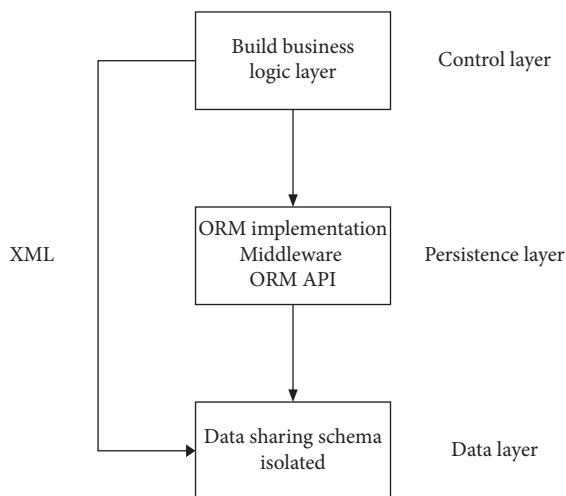 Build business
logic layer
Control layer
XML
ORM implementation
Middleware
ORM API
Persistence layer
Data sharing schema
isolated
Data layer